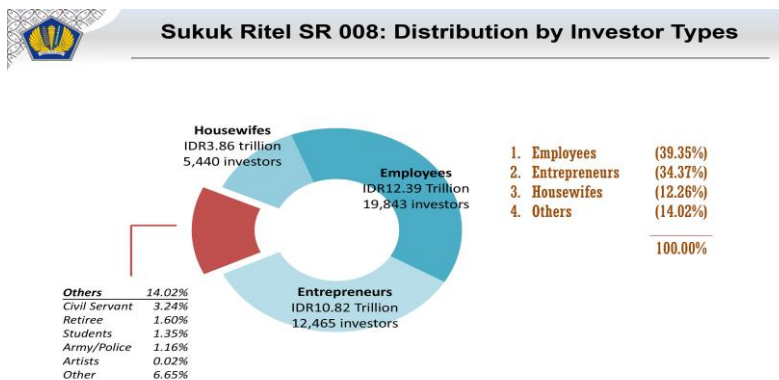 Sukuk Ritel SR 008: Distribution by Investor Types
Housewifes
IDR3.86 trillion
5,440 investors
Employees
IDR12.39 Trillion
19,843 investors
Entrepreneurs
IDR10.82 Trillion
12,465 investors
1. Employees (39.35%)
2. Entrepreneurs (34.37%)
3. Housewifes (12.26%)
4. Others (14.02%)
100.00%
Others 14.02%
Civil Servant 3.24%
Retiree 1.60%
Students 1.35%
Army/Police 1.16%
Artists 0.02%
Other 6.65%